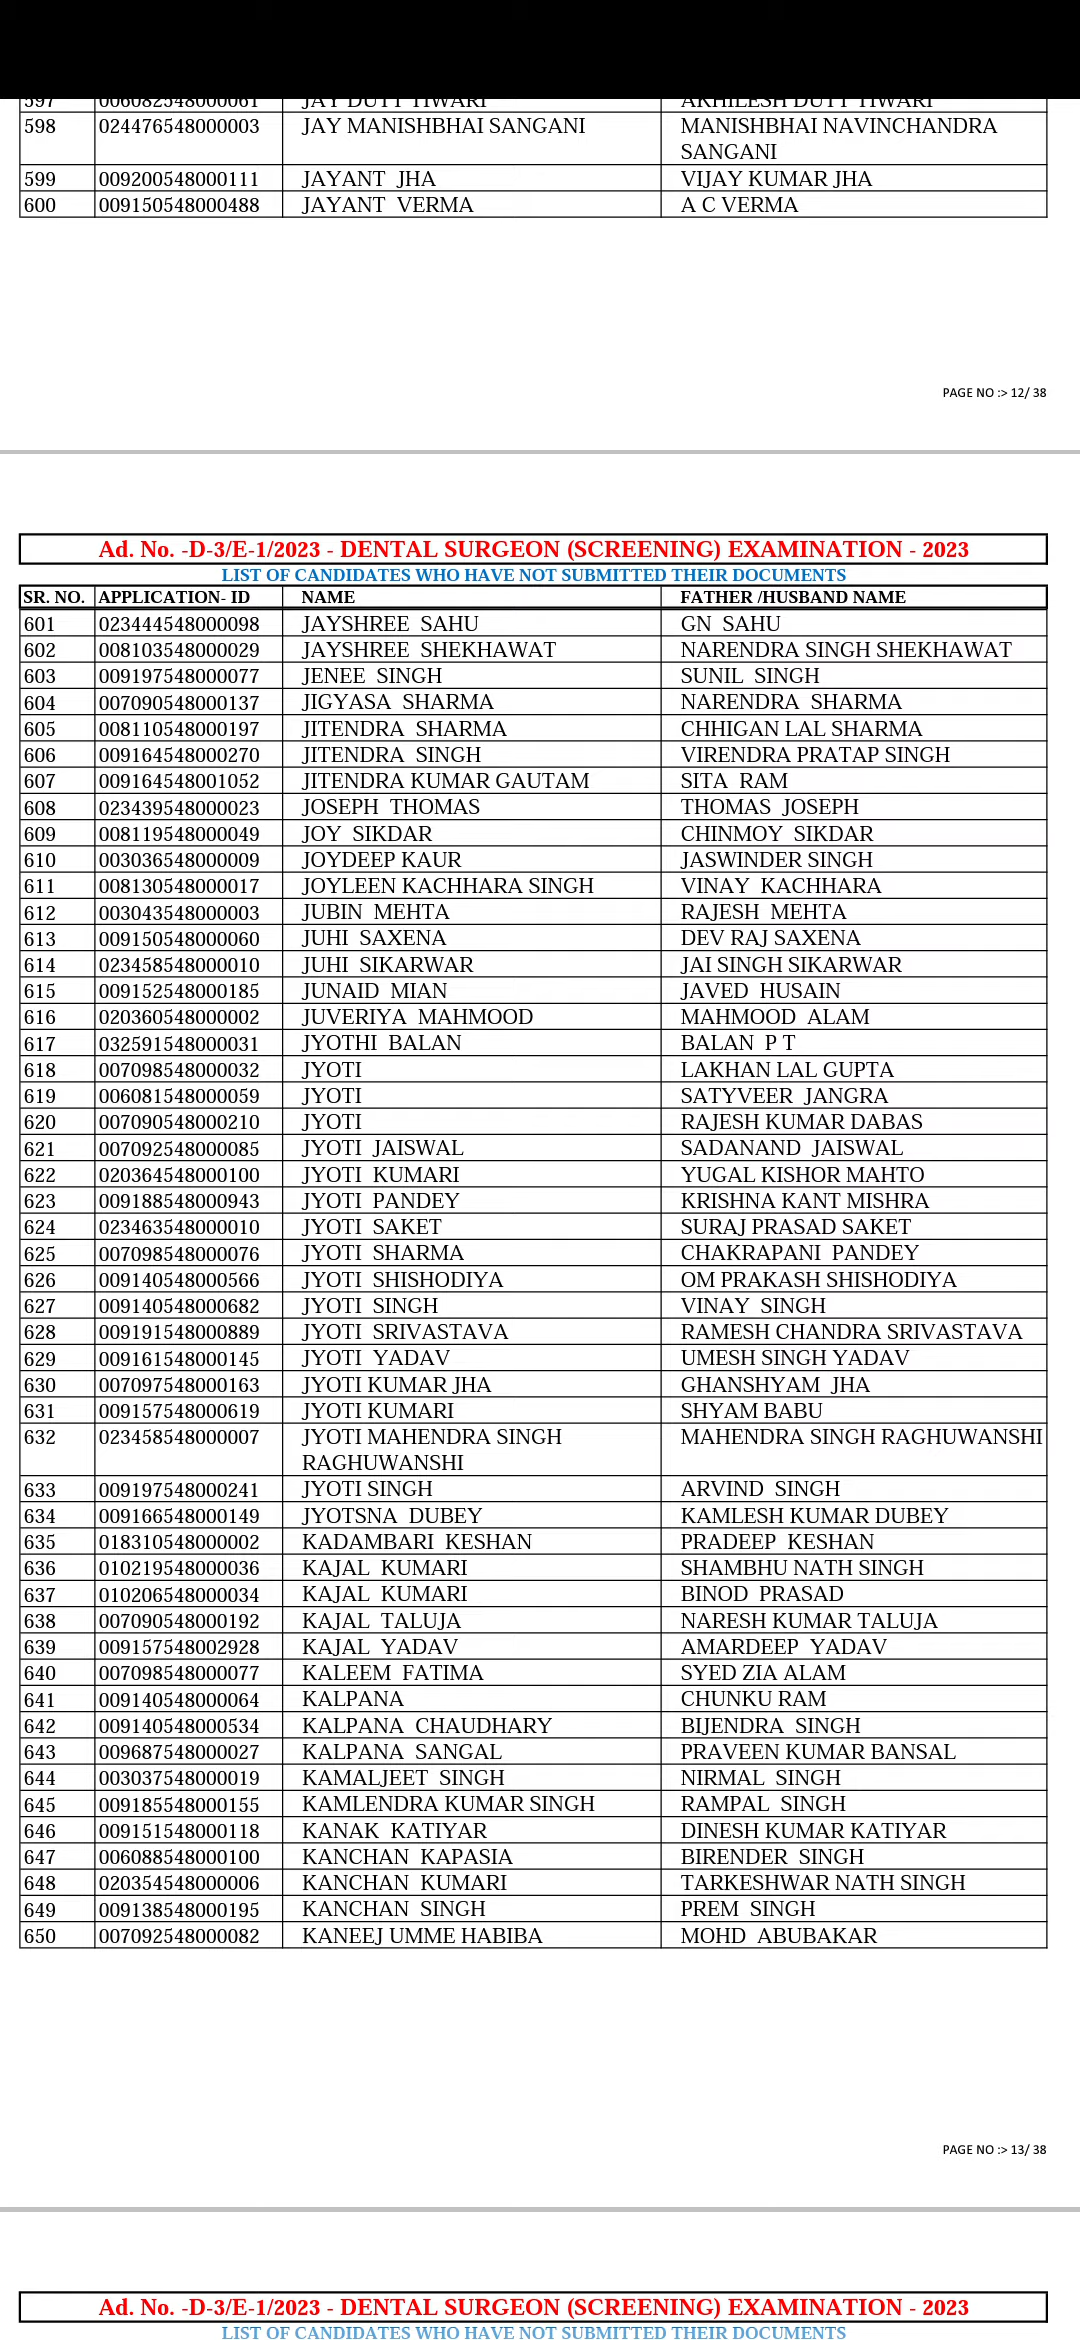 597 006082548000061 JAY DUTT TIWARI AKHILESH DUTT TIWARI
598 024476548000003 JAY MANISHBHAI SANGANI MANISHBHAI NAVINCHANDRA
SANGANI
599 009200548000111 JAYANT JHA VIJAY KUMAR JHA
600 009150548000488 JAYANT VERMA A C VERMA
PAGE NO :> 12/ 38
Ad. No. -D-3/E-1/2023 - DENTAL SURGEON (SCREENING) EXAMINATION - 2023
LIST OF CANDIDATES WHO HAVE NOT SUBMITTED THEIR DOCUMENTS
SR. NO. APPLICATION- ID NAME FATHER /HUSBAND NAME
601 023444548000098 JAYSHREE SAHU GN SAHU
602 008103548000029 JAYSHREE SHEKHAWAT NARENDRA SINGH SHEKHAWAT
603 009197548000077 JENEE SINGH SUNIL SINGH
604 007090548000137 JIGYASA SHARMA NARENDRA SHARMA
605 008110548000197 JITENDRA SHARMA CHHIGAN LAL SHARMA
606 009164548000270 JITENDRA SINGH VIRENDRA PRATAP SINGH
607 009164548001052 JITENDRA KUMAR GAUTAM SITA RAM
608 023439548000023 JOSEPH THOMAS THOMAS JOSEPH
609 008119548000049 JOY SIKDAR CHINMOY SIKDAR
610 003036548000009 JOYDEEP KAUR JASWINDER SINGH
611 008130548000017 JOYLEEN KACHHARA SINGH VINAY KACHHARA
612 003043548000003 JUBIN MEHTA RAJESH MEHTA
613 009150548000060 JUHI SAXENA DEV RAJ SAXENA
614 023458548000010 JUHI SIKARWAR JAI SINGH SIKARWAR
615 009152548000185 JUNAID MIAN JAVED HUSAIN
616 020360548000002 JUVERIYA MAHMOOD MAHMOOD ALAM
617 032591548000031 JYOTHI BALAN BALAN P T
618 007098548000032 JYOTI LAKHAN LAL GUPTA
619 006081548000059 JYOTI SATYVEER JANGRA
620 007090548000210 JYOTI RAJESH KUMAR DABAS
621 007092548000085 JYOTI JAISWAL SADANAND JAISWAL
622 020364548000100 JYOTI KUMARI YUGAL KISHOR MAHTO
623 009188548000943 JYOTI PANDEY KRISHNA KANT MISHRA
624 023463548000010 JYOTI SAKET SURAJ PRASAD SAKET
625 007098548000076 JYOTI SHARMA CHAKRAPANI PANDEY
626 009140548000566 JYOTI SHISHODIYA OM PRAKASH SHISHODIYA
627 009140548000682 JYOTI SINGH VINAY SINGH
628 009191548000889 JYOTI SRIVASTAVA RAMESH CHANDRA SRIVASTAVA
629 009161548000145 JYOTI YADAV UMESH SINGH YADAV
630 007097548000163 JYOTI KUMAR JHA GHANSHYAM JHA
631 009157548000619 JYOTI KUMARI SHYAM BABU
632 023458548000007 JYOTI MAHENDRA SINGH MAHENDRA SINGH RAGHUWANSHI
RAGHUWANSHI
633 009197548000241 JYOTI SINGH ARVIND SINGH
634 009166548000149 JYOTSNA DUBEY KAMLESH KUMAR DUBEY
635 018310548000002 KADAMBARI KESHAN PRADEEP KESHAN
636 010219548000036 KAJAL KUMARI SHAMBHU NATH SINGH
637 010206548000034 KAJAL KUMARI BINOD PRASAD
638 007090548000192 KAJAL TALUJA NARESH KUMAR TALUJA
639 009157548002928 KAJAL YADAV AMARDEEP YADAV
640 007098548000077 KALEEM FATIMA SYED ZIA ALAM
641 009140548000064 KALPANA CHUNKU RAM
642 009140548000534 KALPANA CHAUDHARY BIJENDRA SINGH
643 009687548000027 KALPANA SANGAL PRAVEEN KUMAR BANSAL
644 003037548000019 KAMALJEET SINGH NIRMAL SINGH
645 009185548000155 KAMLENDRA KUMAR SINGH RAMPAL SINGH
646 009151548000118 KANAK KATIYAR DINESH KUMAR KATIYAR
647 006088548000100 KANCHAN KAPASIA BIRENDER SINGH
648 020354548000006 KANCHAN KUMARI TARKESHWAR NATH SINGH
649 009138548000195 KANCHAN SINGH PREM SINGH
650 007092548000082 KANEEJ UMME HABIBA MOHD ABUBAKAR
PAGE NO :> 13/ 38
Ad. No. -D-3/E-1/2023 - DENTAL SURGEON (SCREENING) EXAMINATION - 2023
LIST OF CANDIDATES WHO HAVE NOT SUBMITTED THEIR DOCUMENTS